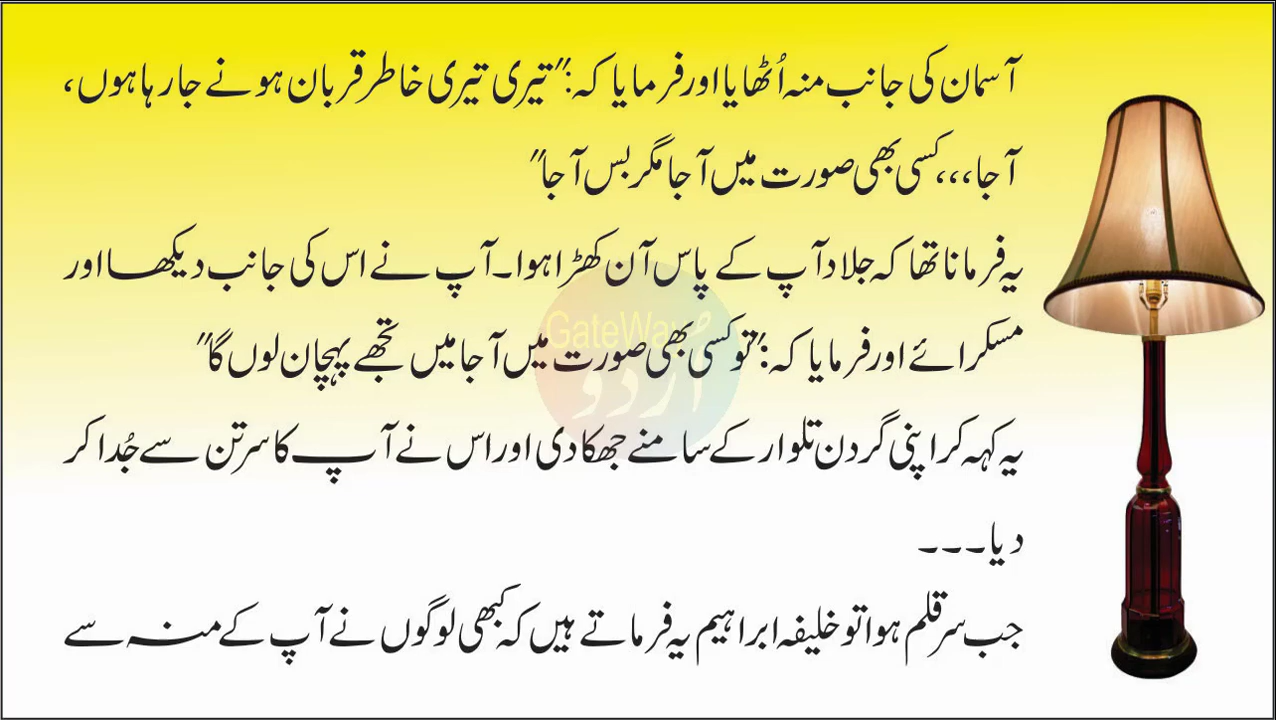 آسمان کی جانب منہ اُٹھایا اور فرمایا کہ:"تیری تیری خاطر قربان ہونے جا رہا ہوں،
آجا،،،کسی بھی صورت میں آجا مگر بس آجا"
یہ فرمانا تھا کہ جلاد آپ کے پاس آن کھڑا ہوا۔آپ نے اس کی جانب دیکھا اور
مسکرائے اور فرمایا کہ:"تو کسی بھی صورت میں آجا میں تجھے پہچان لوں گا"
یہ کہہ کر اپنی گردن تلوار کے سامنے جھکا دی اور اس نے آپ کا سر تن سے جُدا کر
دیا۔۔۔
جب سر قلم ہوا تو خلیفہ ابراہیم یہ فرماتے ہیں کہ کبھی لوگوں نے آپ کے منہ سے
GateWay
اُردُو